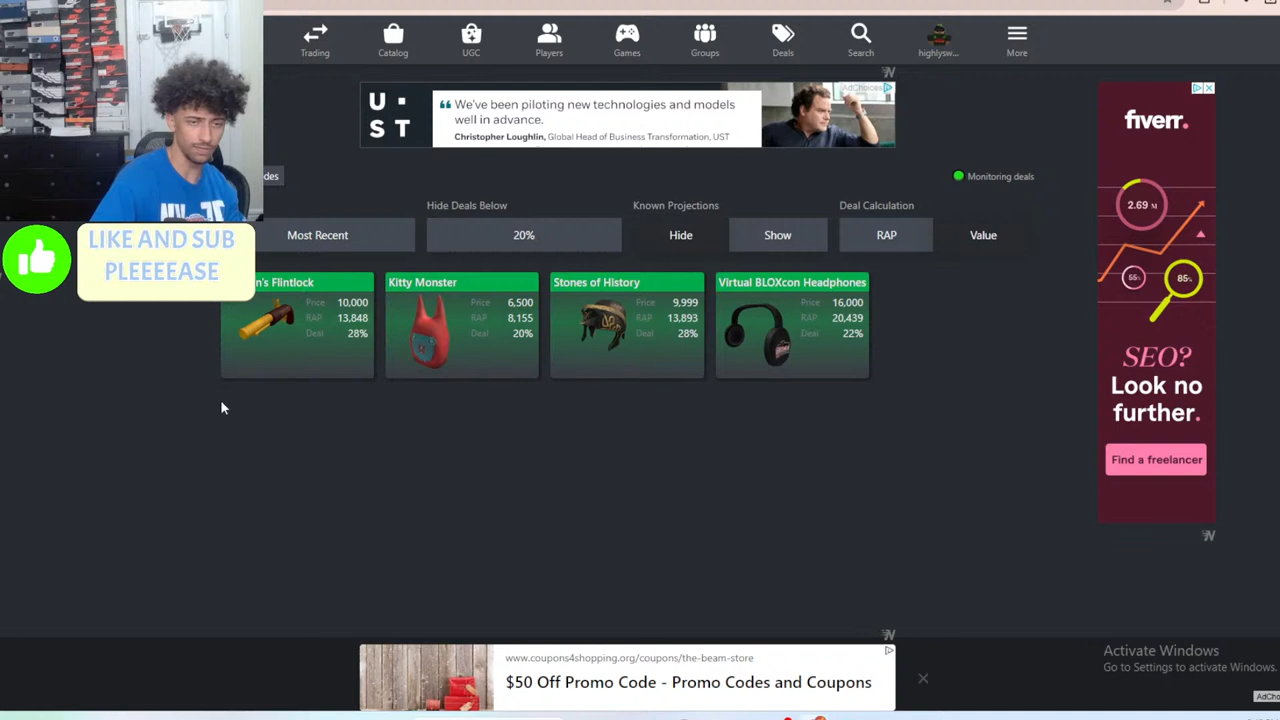 Trading
Catalog
UGC
Players
Games
Groups
Deals
Search
highlysw...
More
U·
ST
We've been piloting new technologies and models
well in advance.
Christopher Loughlin, Global Head of Business Transformation, UST
AdChoices
fiverr.
2.69 M
55%
85%
SEO?
Look no
further.
Find a freelancer
des
Monitoring deals
Hide Deals Below
Known Projections
Deal Calculation
Most Recent
20%
Hide
Show
RAP
Value
LIKE AND SUB
PLEEEEASE
n's Flintlock
Price 10,000
RAP 13,848
Deal 28%
Kitty Monster
Price 6,500
RAP 8,155
Deal 20%
Stones of History
Price 9,999
RAP 13,893
Deal 28%
Virtual BLOXcon Headphones
Price 16,000
RAP 20,439
Deal 22%
www.coupons4shopping.org/coupons/the-beam-store
$50 Off Promo Code - Promo Codes and Coupons
Activate Windows
Go to Settings to activate Windows.
AdCho